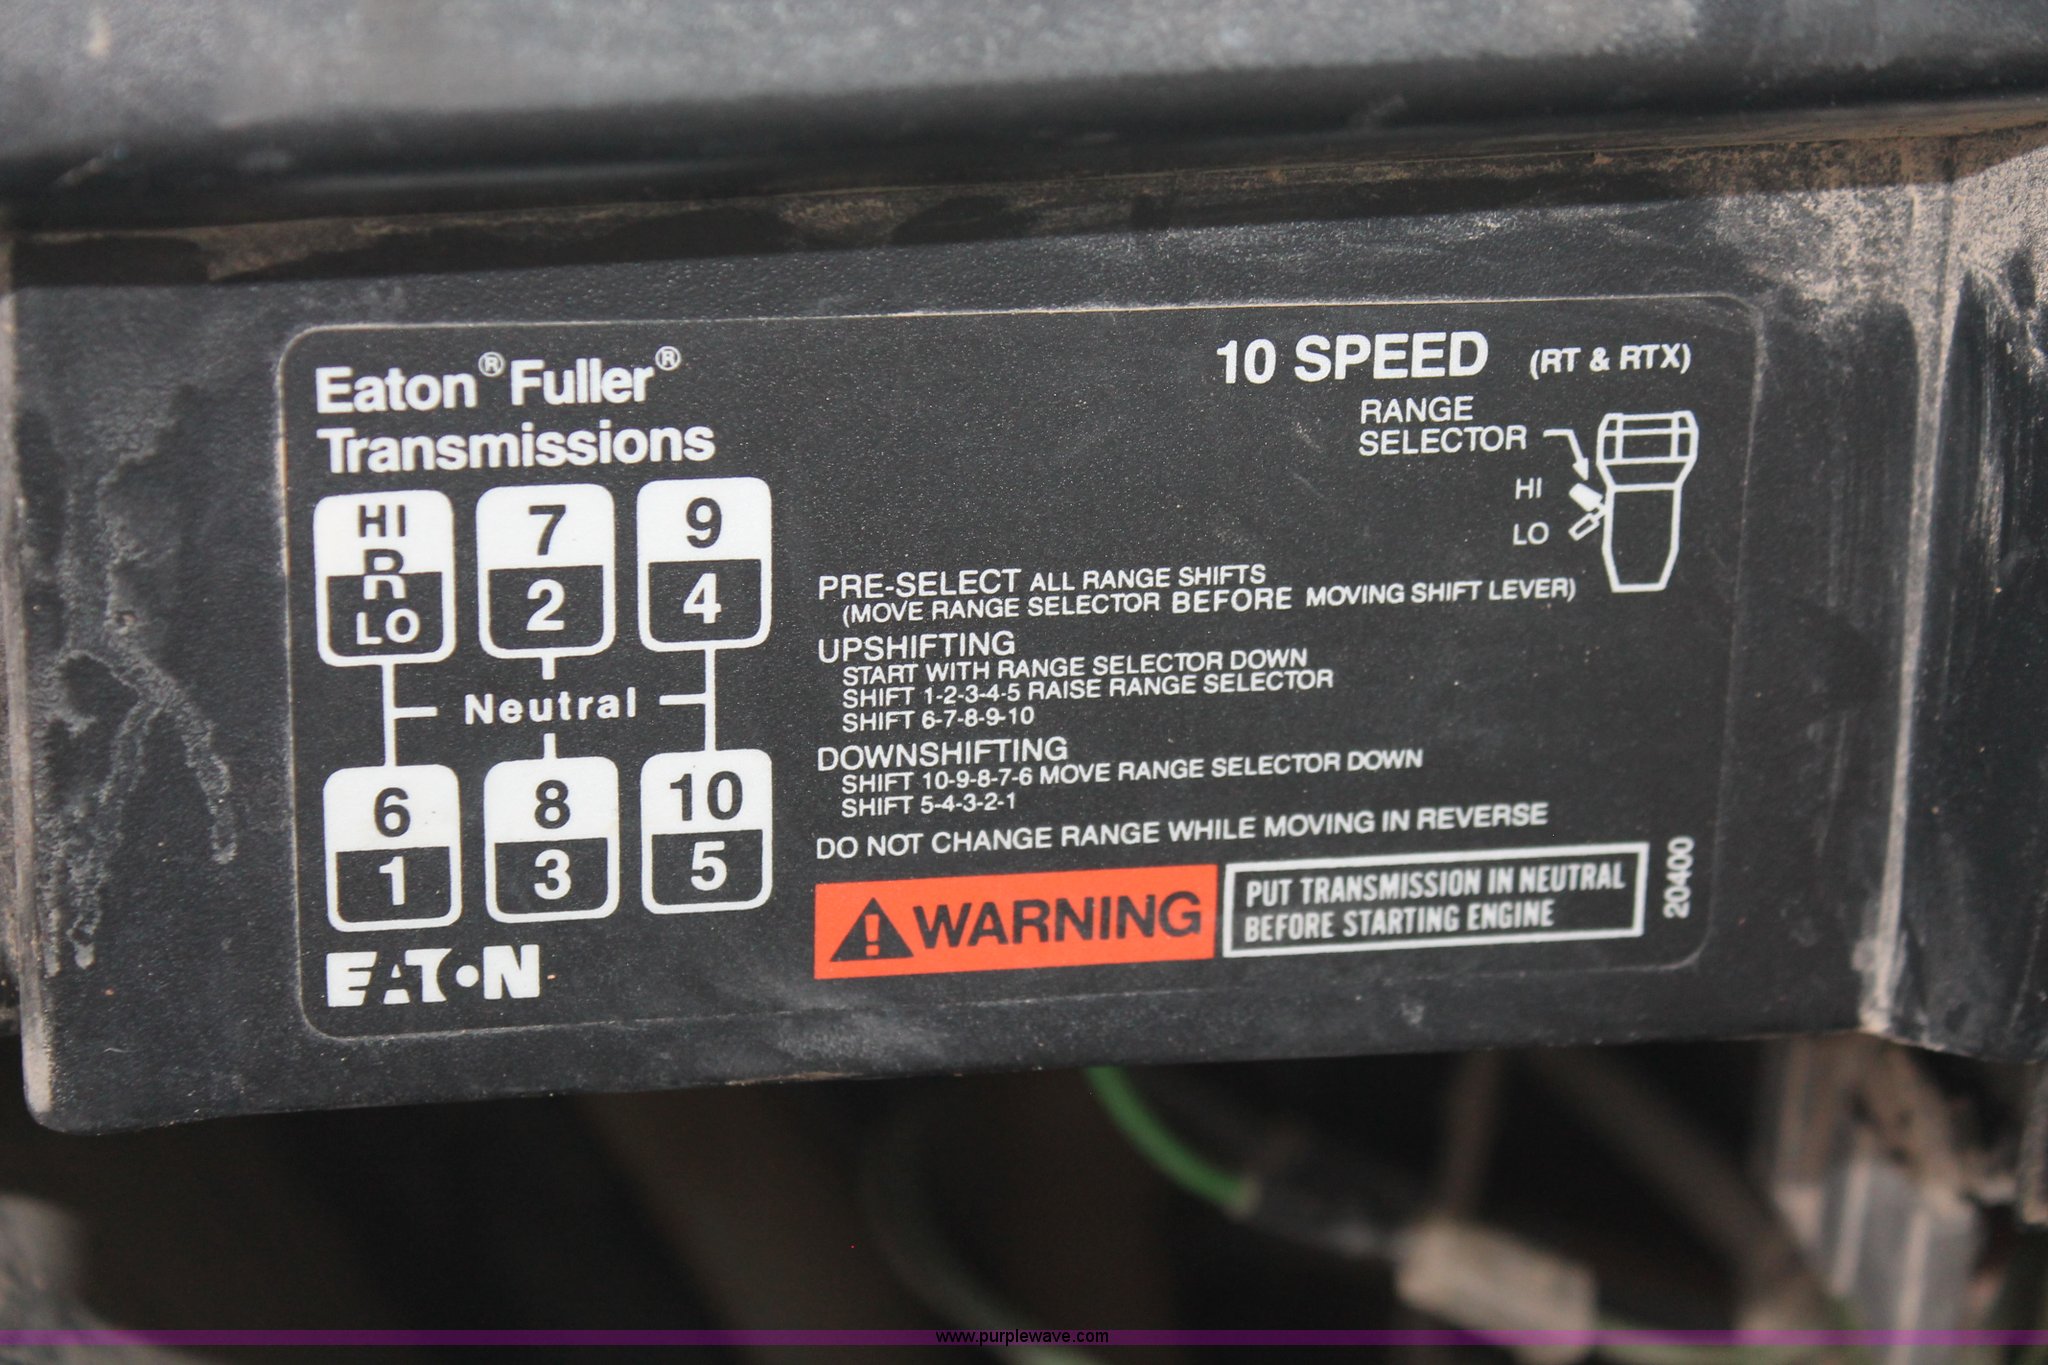 Eaton® Fuller®
Transmissions
10 SPEED (RT & RTX)
RANGE
SELECTOR
HI
LO
HI 7 9
R
LO 2 4
Neutral
6 8 10
1 3 5
EATON
PRE-SELECT ALL RANGE SHIFTS
(MOVE RANGE SELECTOR BEFORE MOVING SHIFT LEVER)
UPSHIFTING
START WITH RANGE SELECTOR DOWN
SHIFT 1-2-3-4-5 RAISE RANGE SELECTOR
SHIFT 6-7-8-9-10
DOWNSHIFTING
SHIFT 10-9-8-7-6 MOVE RANGE SELECTOR DOWN
SHIFT 5-4-3-2-1
DO NOT CHANGE RANGE WHILE MOVING IN REVERSE
WARNING
PUT TRANSMISSION IN NEUTRAL
BEFORE STARTING ENGINE
20400
www.purplewave.com